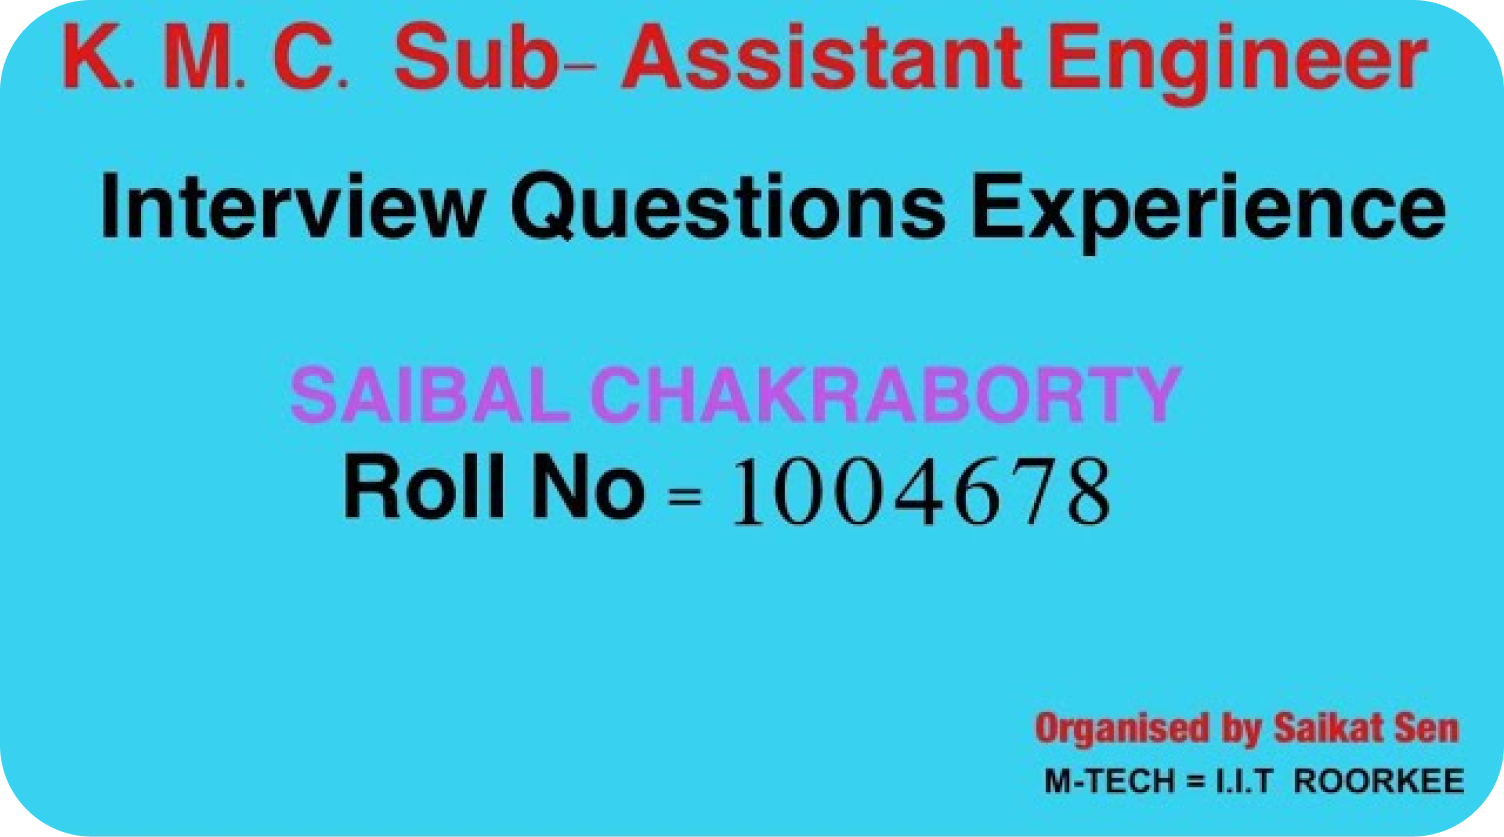 K. M. C. Sub- Assistant Engineer
Interview Questions Experience
SAIBAL CHAKRABORTY
Roll No = 1004678
Organised by Saikat Sen
M-TECH = I.I.T ROORKEE